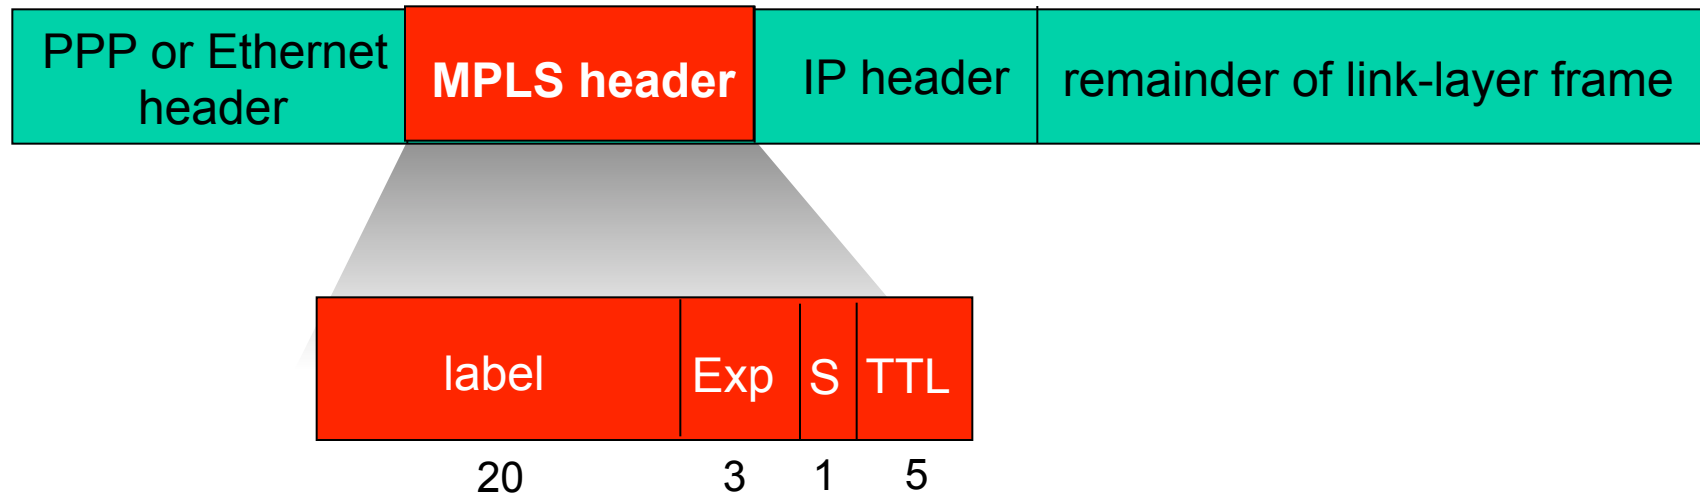 PPP or Ethernet
header
MPLS header
IP header
remainder of link-layer frame
label
Exp
S
TTL
20
3
1
5